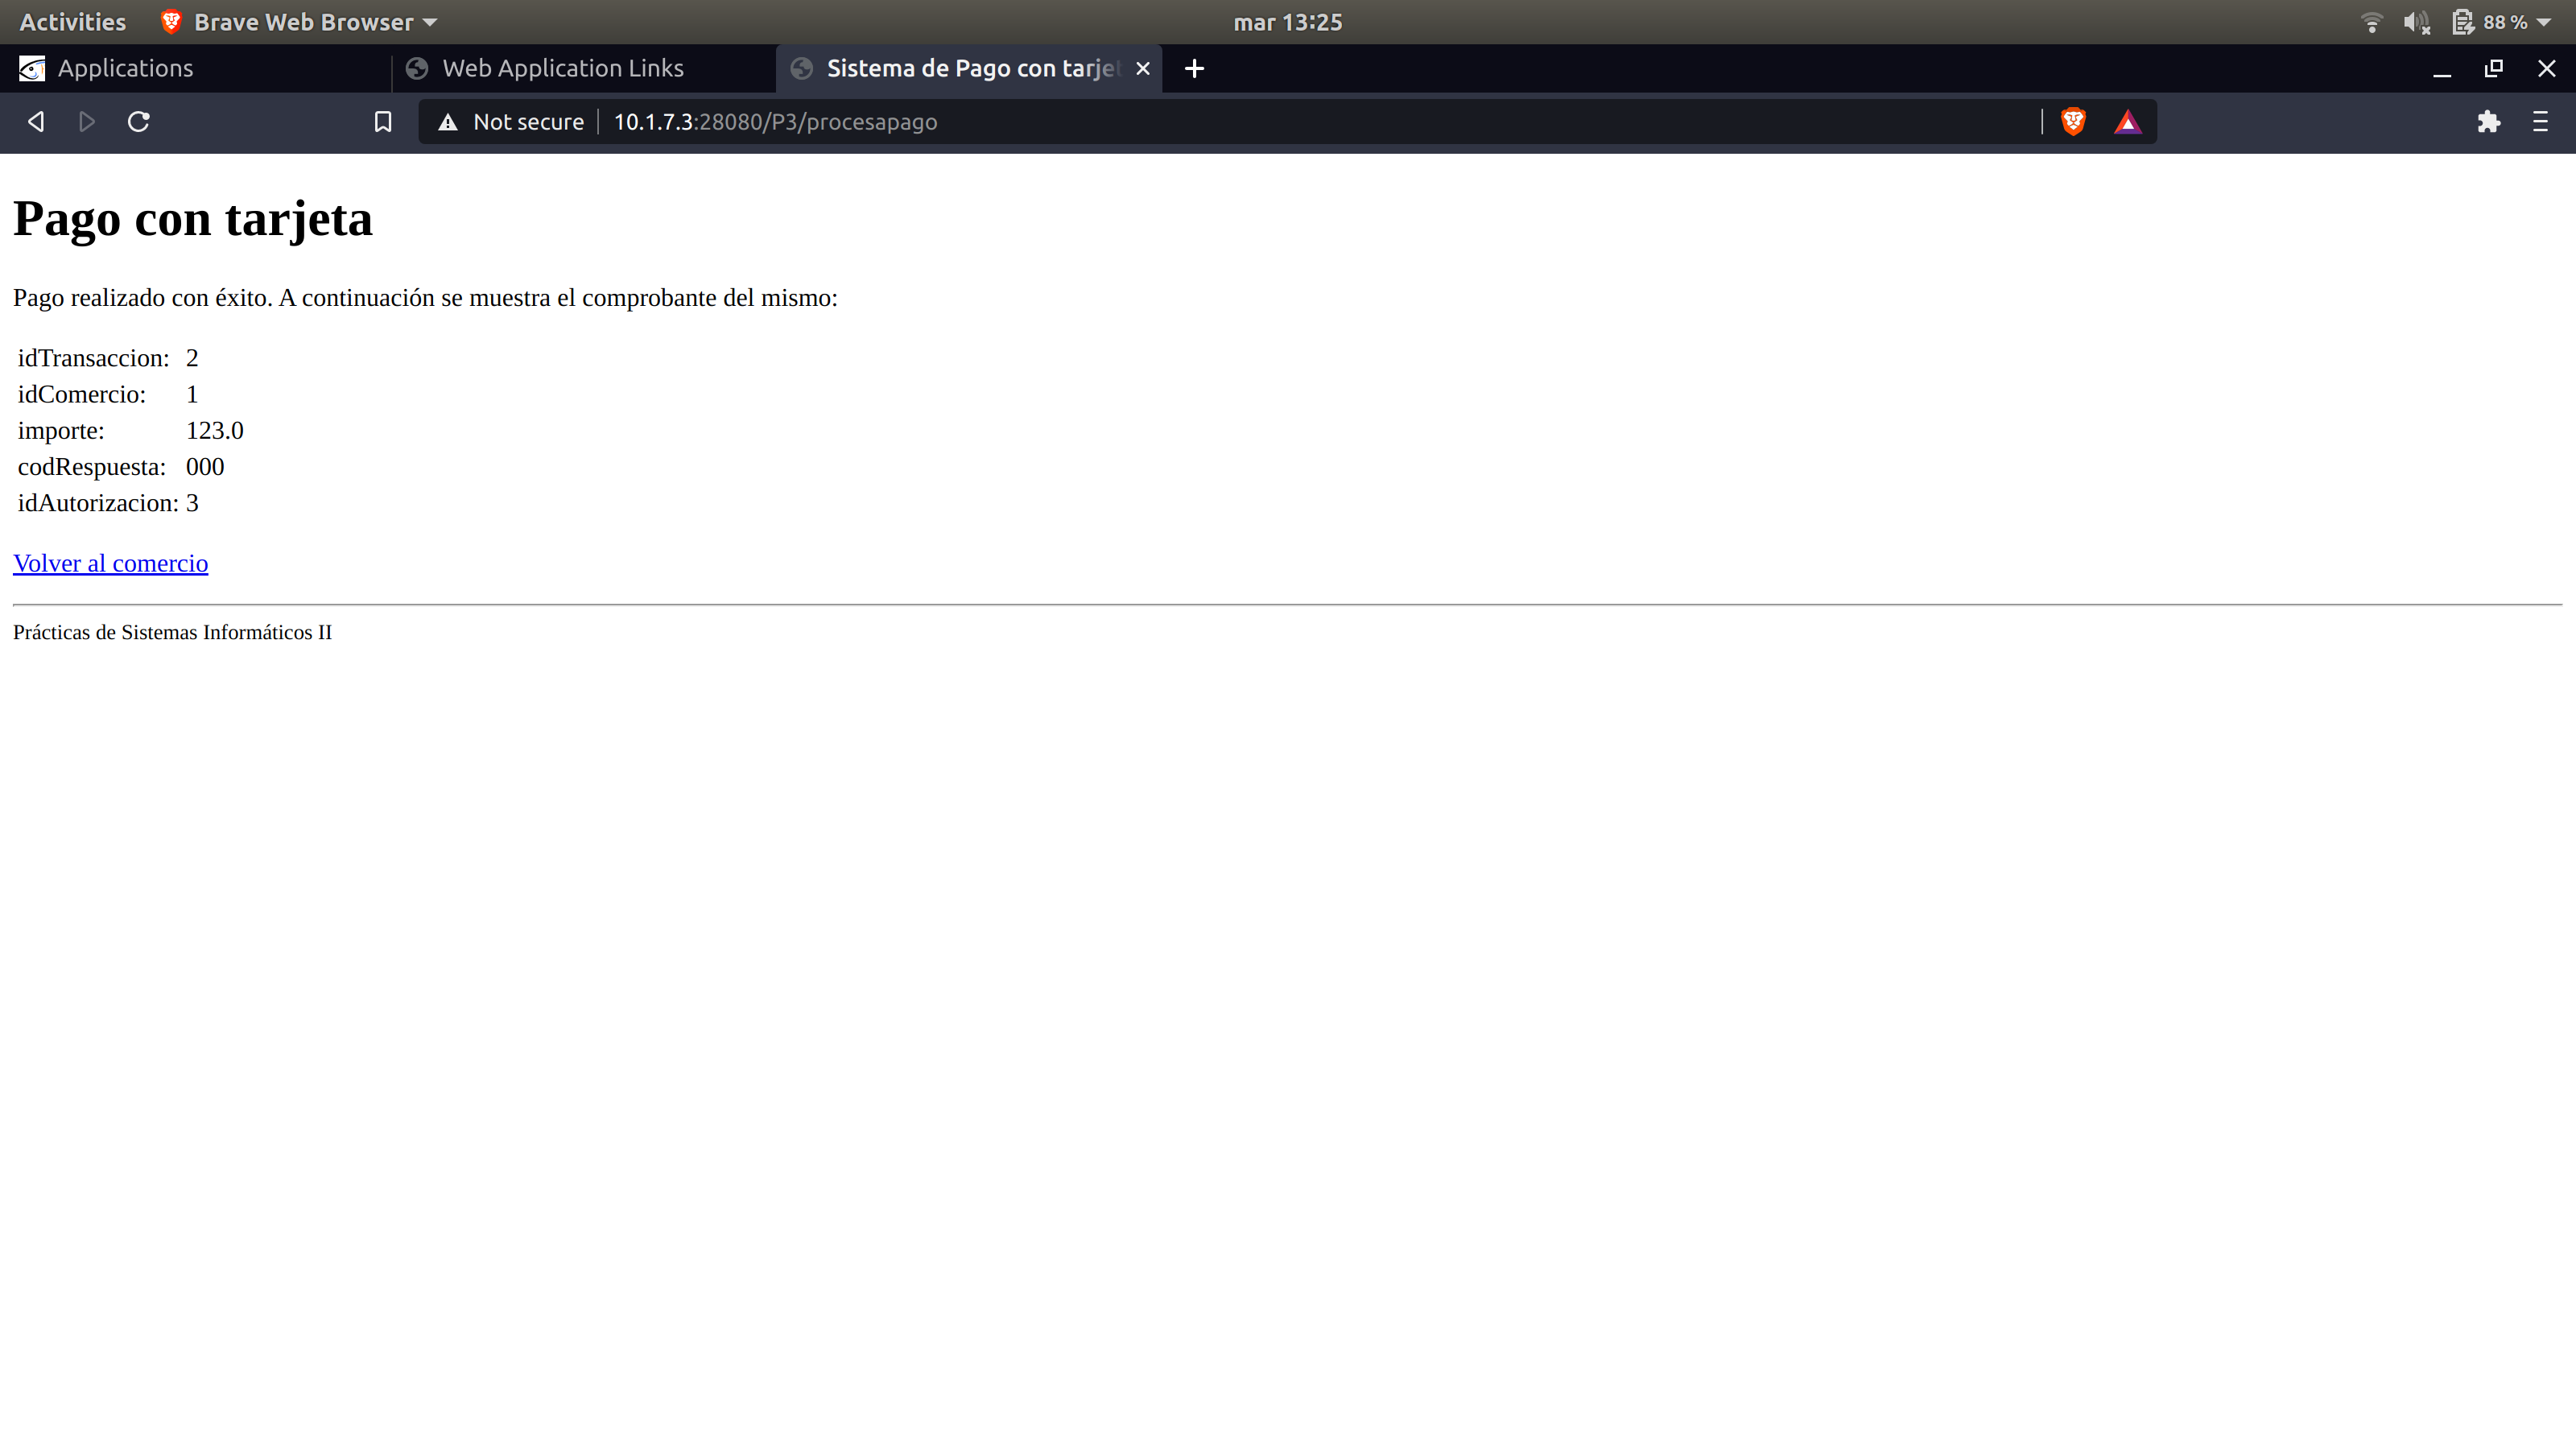 Activities Brave Web Browser mar 13:25 88 %
Applications Web Application Links Sistema de Pago con tarjet
Not secure 10.1.7.3:28080/P3/procesapago
Pago con tarjeta
Pago realizado con éxito. A continuación se muestra el comprobante del mismo:
idTransaccion: 2
idComercio: 1
importe: 123.0
codRespuesta: 000
idAutorizacion: 3
Volver al comercio
Prácticas de Sistemas Informáticos II